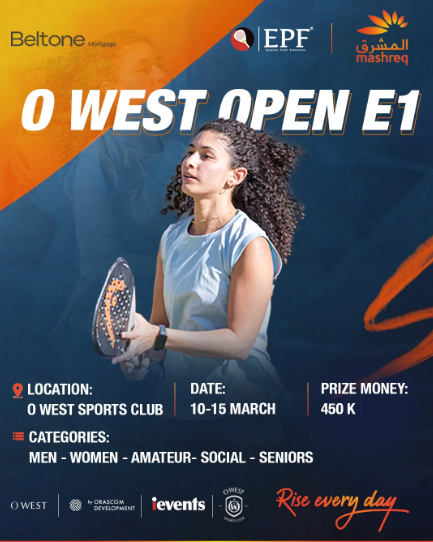 Beltone Mortgage
EPF
المشرق
mashreq
O WEST OPEN E1
LOCATION:
O WEST SPORTS CLUB
DATE:
10-15 MARCH
PRIZE MONEY:
450 K
CATEGORIES:
MEN - WOMEN - AMATEUR- SOCIAL - SENIORS
O WEST
by ORASCOM
DEVELOPMENT
ievents
O WEST
Rise every day